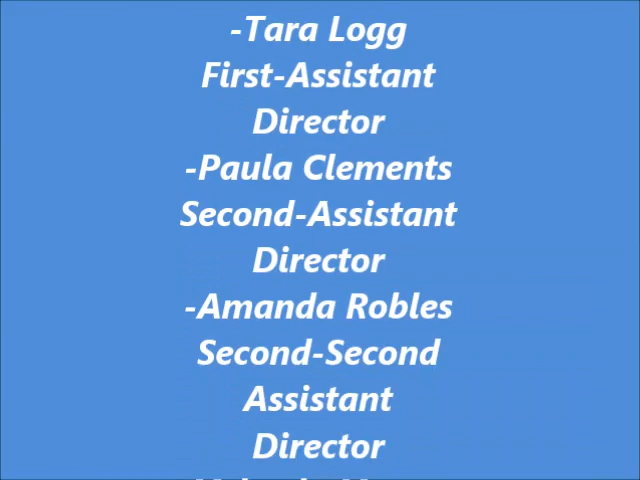 -Tara Logg
First-Assistant
Director
-Paula Clements
Second-Assistant
Director
-Amanda Robles
Second-Second
Assistant
Director